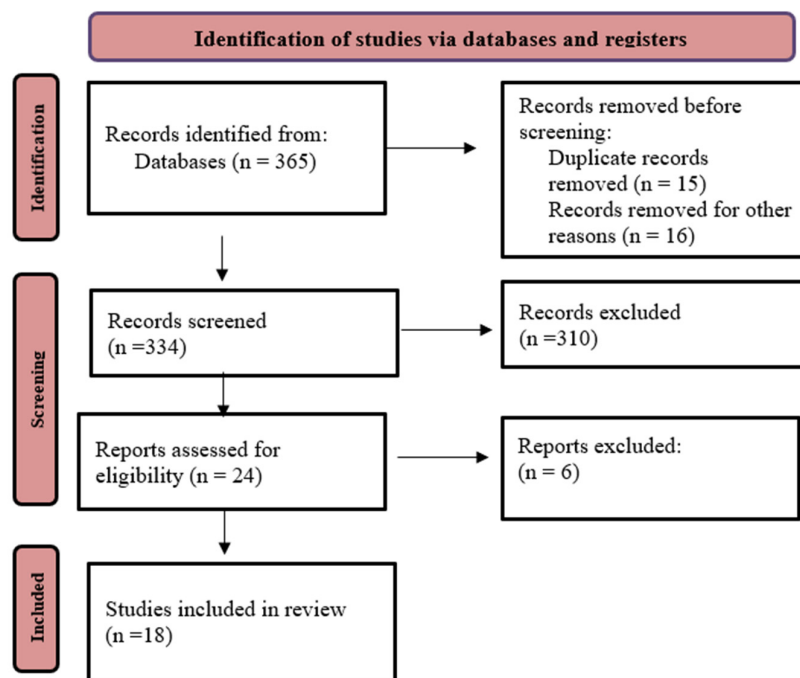 Identification of studies via databases and registers
Identification
Records identified from:
Databases (n = 365)
Records removed before
screening:
Duplicate records
removed (n = 15)
Records removed for other
reasons (n = 16)
Screening
Records screened
(n =334)
Records excluded
(n =310)
Reports assessed for
eligibility (n = 24)
Reports excluded:
(n = 6)
Included
Studies included in review
(n =18)